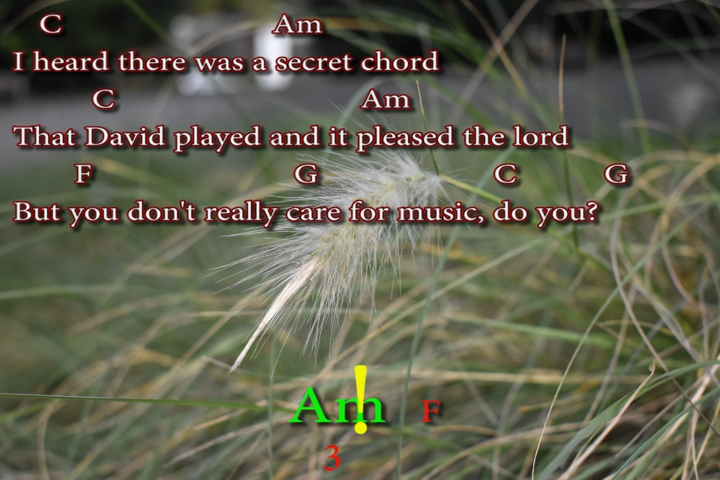 C Am
I heard there was a secret chord
C Am
That David played and it pleased the lord
F G C G
But you don't really care for music, do you?
Am! F
3